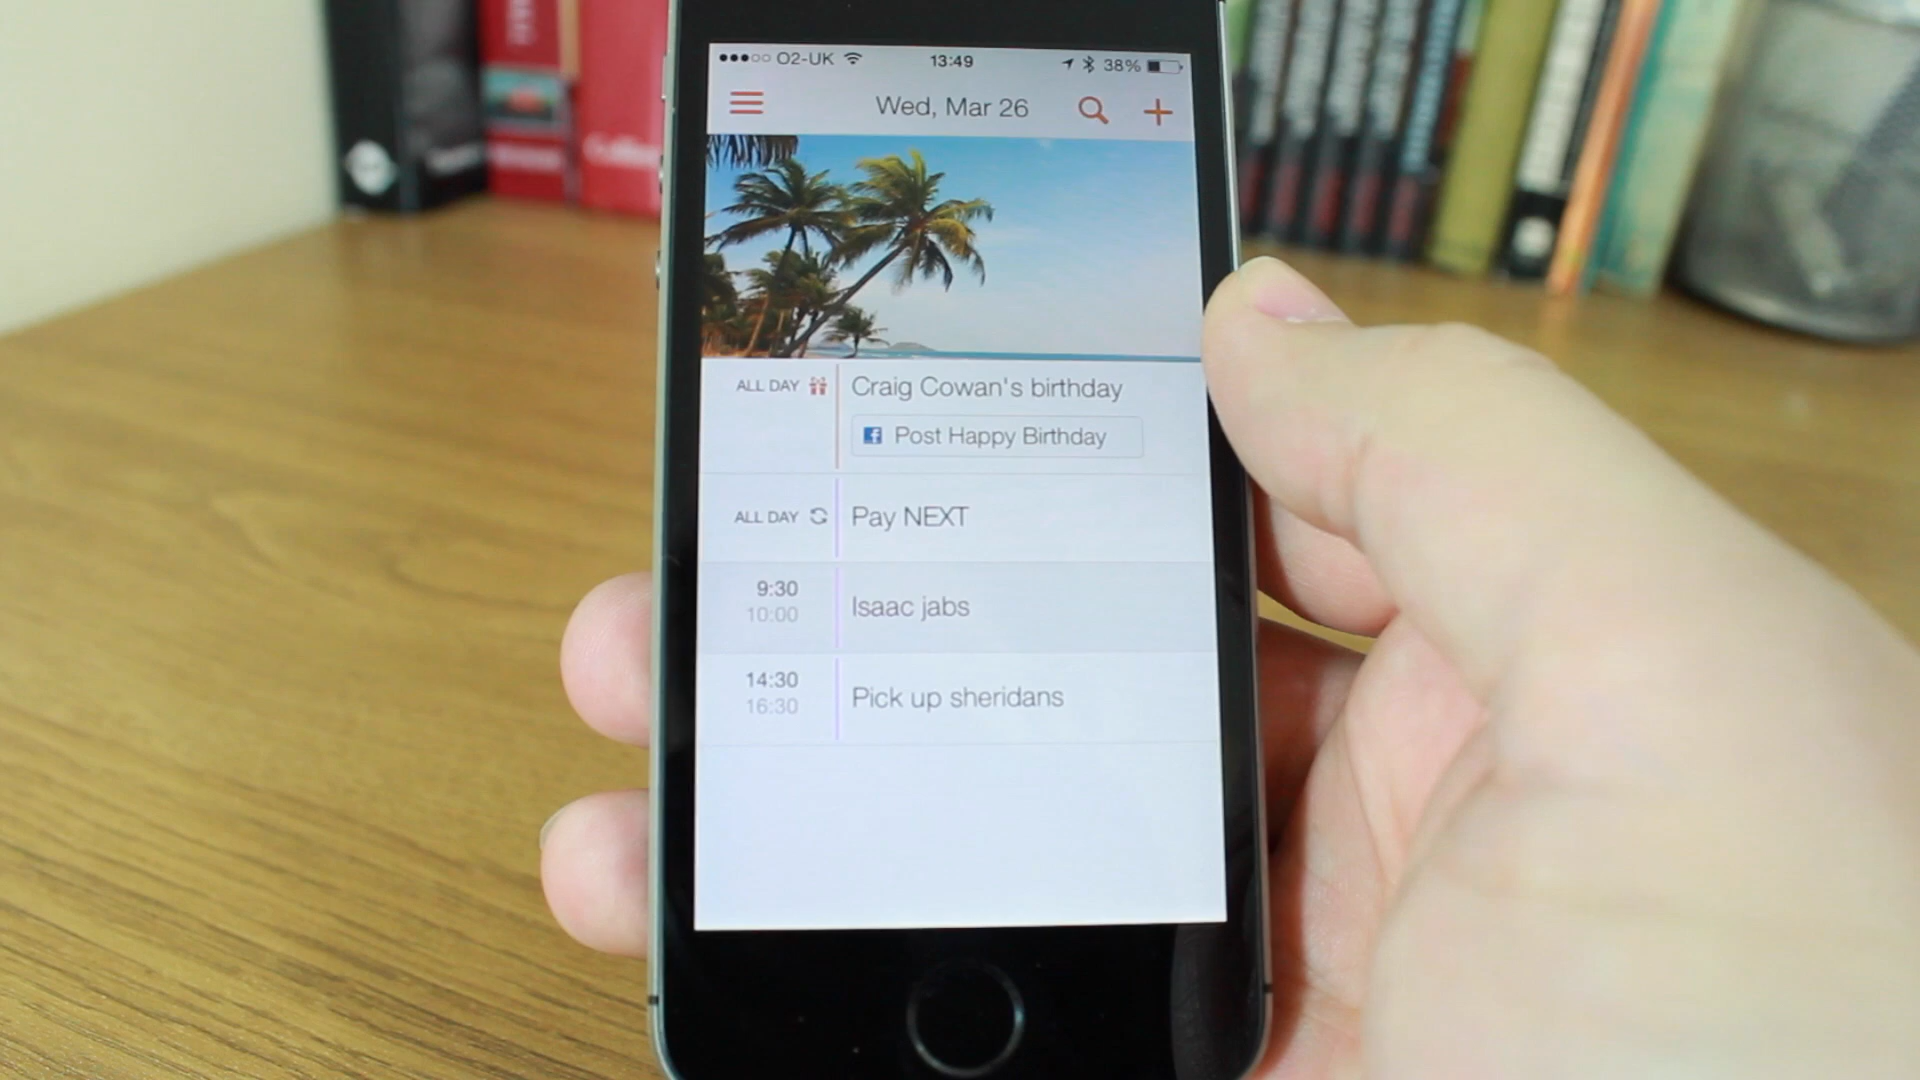 O2-UK 13:49 38%
Wed, Mar 26
ALL DAY Craig Cowan's birthday
Post Happy Birthday
ALL DAY Pay NEXT
9:30
10:00
Isaac jabs
14:30
16:30
Pick up sheridans